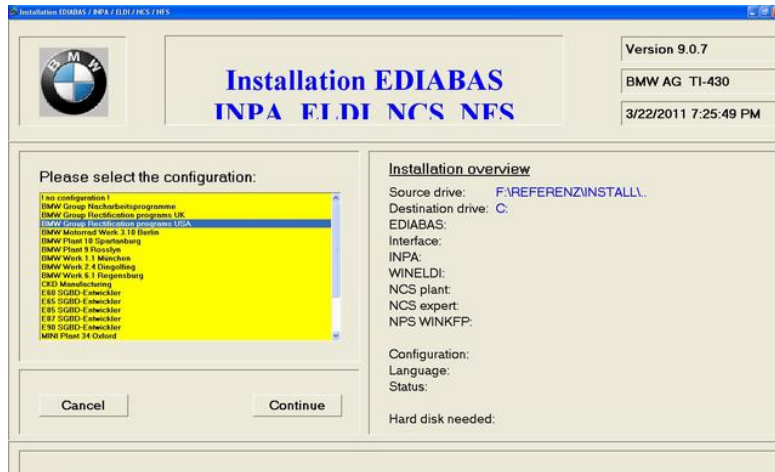 Installation EDIABAS / INPA / ELDI / NCS / NFS
BMW
Installation EDIABAS
INPA ELDI NCS NFS
Version 9.0.7
BMW AG TI-430
3/22/2011 7:25:49 PM
Please select the configuration:
! no configuration !
BMW Group Nacharbeitsprogramme
BMW Group Rectification programs UK
BMW Group Rectification programs USA
BMW Motorrad Werk 3.10 Berlin
BMW Plant 10 Spartanburg
BMW Plant 9 Rosslyn
BMW Werk 1.1 München
BMW Werk 2.4 Dingolfing
BMW Werk 6.1 Regensburg
CKD Manufacturing
E60 SGBD-Entwickler
E65 SGBD-Entwickler
E85 SGBD-Entwickler
E87 SGBD-Entwickler
E90 SGBD-Entwickler
MINI Plant 34 Oxford
Cancel
Continue
Installation overview
Source drive: F:\REFERENZ\INSTALL\..
Destination drive: C:
EDIABAS:
Interface:
INPA:
WINELDI:
NCS plant:
NCS expert:
NPS WINKFP:
Configuration:
Language:
Status:
Hard disk needed: